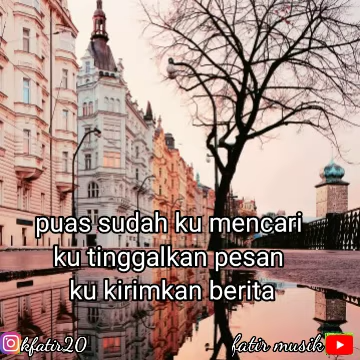 puas sudah ku mencari
ku tinggalkan pesan
ku kirimkan berita
kfatir20
fatir musik